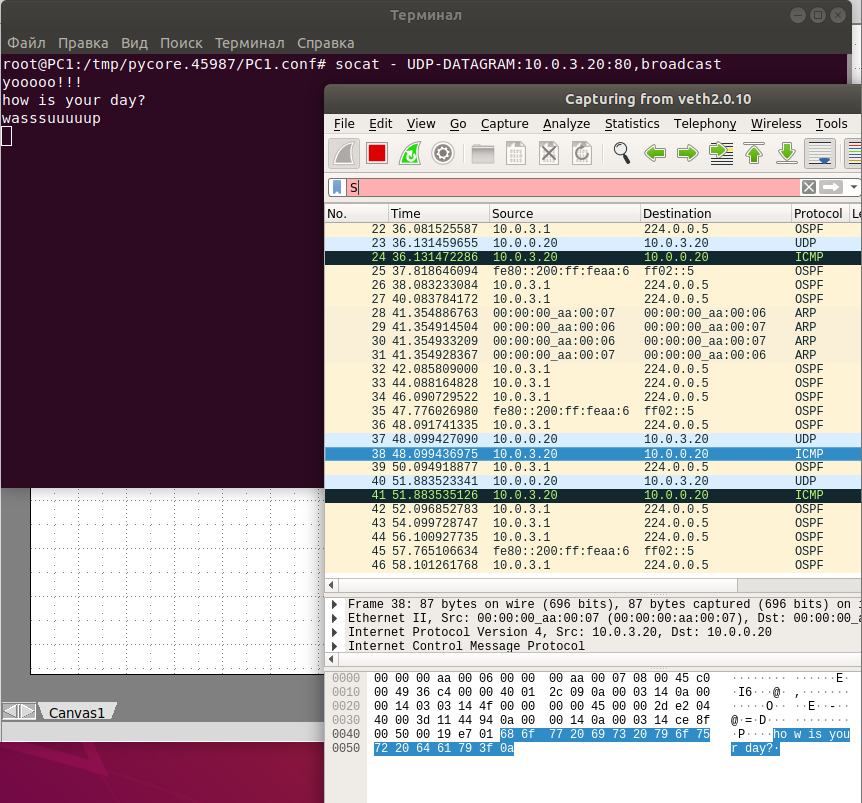 Терминал
Файл Правка Вид Поиск Терминал Справка
root@PC1:/tmp/pycore.45987/PC1.conf# socat - UDP-DATAGRAM:10.0.3.20:80,broadcast
yooooo!!!
how is your day?
wasssuuuuup
Capturing from veth2.0.10
File Edit View Go Capture Analyze Statistics Telephony Wireless Tools
S
No. Time Source Destination Protocol Le
22 36.081525587 10.0.3.1 224.0.0.5 OSPF
23 36.131459655 10.0.0.20 10.0.3.20 UDP
24 36.131472286 10.0.3.20 10.0.0.20 ICMP
25 37.818646094 fe80::200:ff:feaa:6 ff02::5 OSPF
26 38.083233084 10.0.3.1 224.0.0.5 OSPF
27 40.083784172 10.0.3.1 224.0.0.5 OSPF
28 41.354886763 00:00:00_aa:00:07 00:00:00_aa:00:06 ARP
29 41.354914504 00:00:00_aa:00:06 00:00:00_aa:00:07 ARP
30 41.354933209 00:00:00_aa:00:06 00:00:00_aa:00:07 ARP
31 41.354928367 00:00:00_aa:00:07 00:00:00_aa:00:06 ARP
32 42.085809000 10.0.3.1 224.0.0.5 OSPF
33 44.088164828 10.0.3.1 224.0.0.5 OSPF
34 46.090729522 10.0.3.1 224.0.0.5 OSPF
35 47.776026980 fe80::200:ff:feaa:6 ff02::5 OSPF
36 48.091741335 10.0.3.1 224.0.0.5 OSPF
37 48.099427090 10.0.0.20 10.0.3.20 UDP
38 48.099436975 10.0.3.20 10.0.0.20 ICMP
39 50.094918877 10.0.3.1 224.0.0.5 OSPF
40 51.883523341 10.0.0.20 10.0.3.20 UDP
41 51.883535126 10.0.3.20 10.0.0.20 ICMP
42 52.096852783 10.0.3.1 224.0.0.5 OSPF
43 54.099728747 10.0.3.1 224.0.0.5 OSPF
44 56.100927735 10.0.3.1 224.0.0.5 OSPF
45 57.765106634 fe80::200:ff:feaa:6 ff02::5 OSPF
46 58.101261768 10.0.3.1 224.0.0.5 OSPF
Frame 38: 87 bytes on wire (696 bits), 87 bytes captured (696 bits) on i
Ethernet II, Src: 00:00:00_aa:00:07 (00:00:00:aa:00:07), Dst: 00:00:00_a
Internet Protocol Version 4, Src: 10.0.3.20, Dst: 10.0.0.20
Internet Control Message Protocol
0000 00 00 00 aa 00 06 00 00 00 aa 00 07 08 00 45 c0 ········ ······E·
0010 00 49 36 c4 00 00 40 01 2c 09 0a 00 03 14 0a 00 ·I6···@· ,·······
0020 00 14 03 03 14 4f 00 00 00 00 45 00 00 2d e2 04 ·····O·· ··E··-··
0030 40 00 3d 11 44 94 0a 00 00 14 0a 00 03 14 ce 8f @·=·D··· ········
0040 00 50 00 19 e7 01 68 6f 77 20 69 73 20 79 6f 75 ·P····ho w is you
0050 72 20 64 61 79 3f 0a r day?·
Canvas1